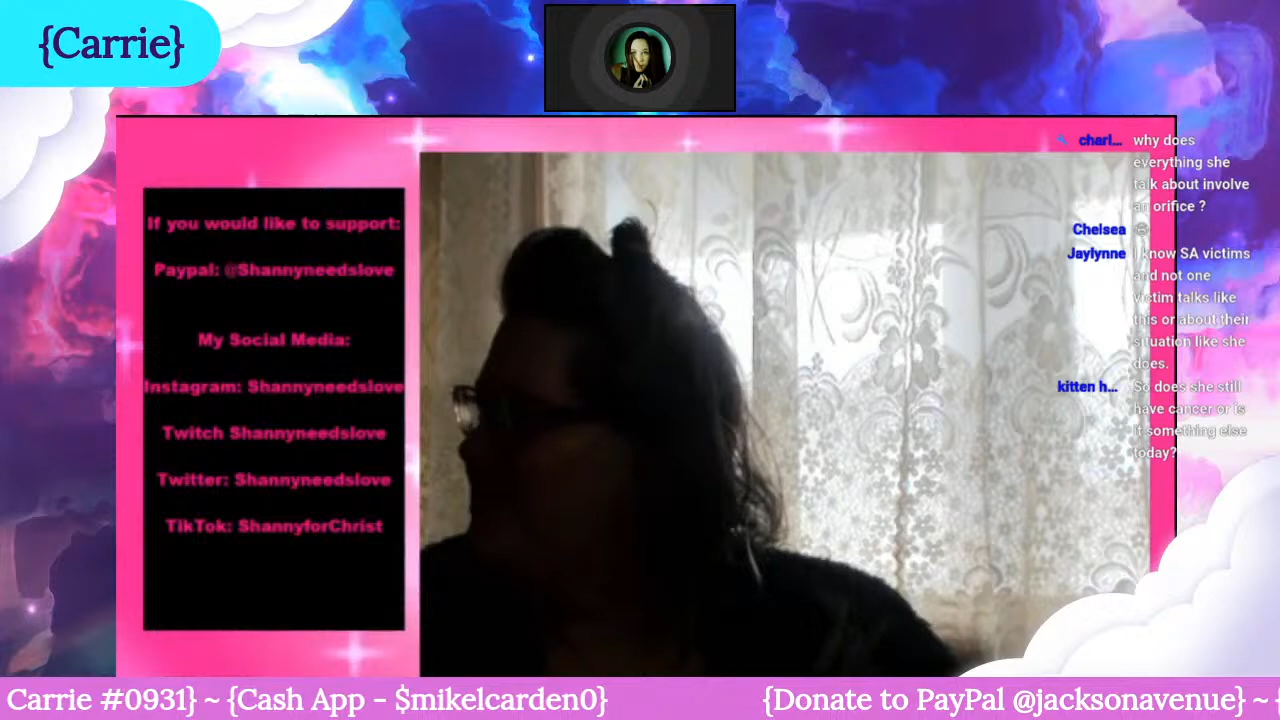 {Carrie}
If you would like to support:
Paypal: @Shannyneedslove
My Social Media:
Instagram: Shannyneedslove
Twitch Shannyneedslove
Twitter: Shannyneedslove
TikTok: ShannyforChrist
charl... why does
everything she
talk about involve
an orifice ?
Chelsea
Jaylynne I know SA victims
and not one
victim talks like
this or about their
situation like she
does.
kitten h... So does she still
have cancer or is
it something else
today?
Carrie #0931} ~ {Cash App - $mikelcarden0} {Donate to PayPal @jacksonavenue} ~ {